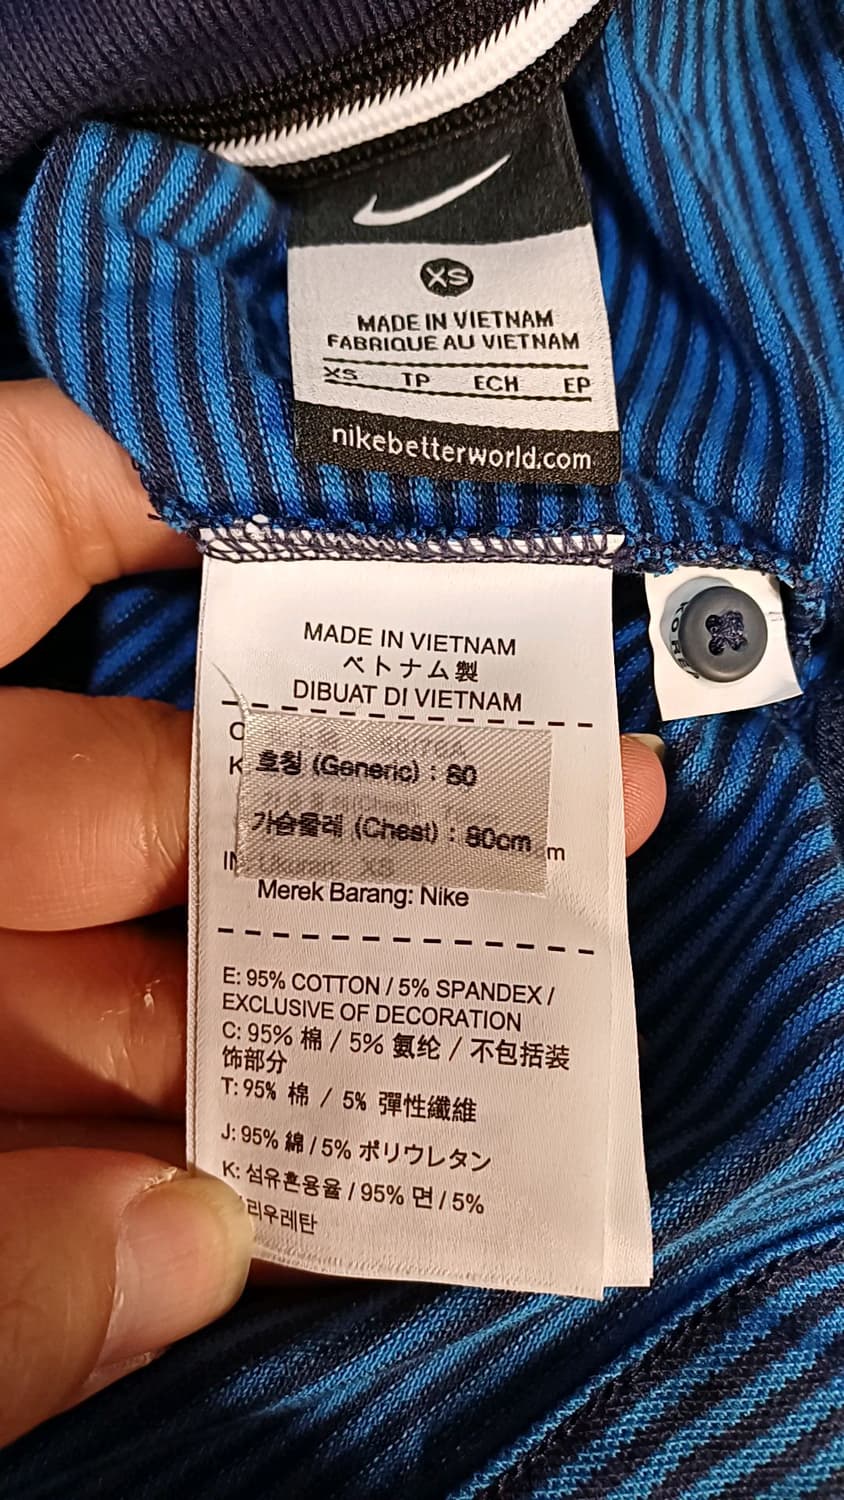 XS
MADE IN VIETNAM
FABRIQUE AU VIETNAM
XS TP ECH EP
nikebetterworld.com
MADE IN VIETNAM
ベトナム製
DIBUAT DI VIETNAM
호칭 (Generic) : 80
가슴둘레 (Chest) : 80cm
Ukuran: XS
Merek Barang: Nike
E: 95% COTTON / 5% SPANDEX /
EXCLUSIVE OF DECORATION
C: 95% 棉 / 5% 氨纶 / 不包括装
饰部分
T: 95% 棉 / 5% 彈性纖維
J: 95% 綿 / 5% ポリウレタン
K: 섬유혼용율 / 95% 면 / 5%
리우레탄
KOREA